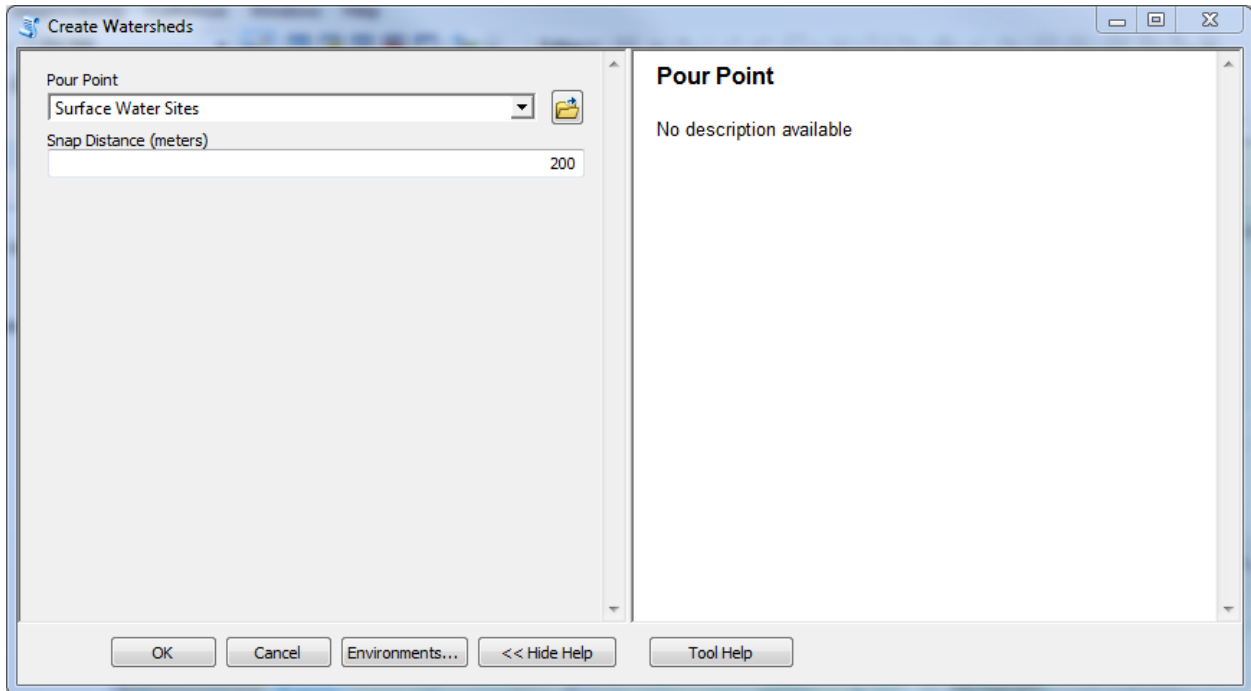 Create Watersheds
Pour Point
Surface Water Sites
Snap Distance (meters)
200
Pour Point
No description available
OK
Cancel
Environments...
<< Hide Help
Tool Help